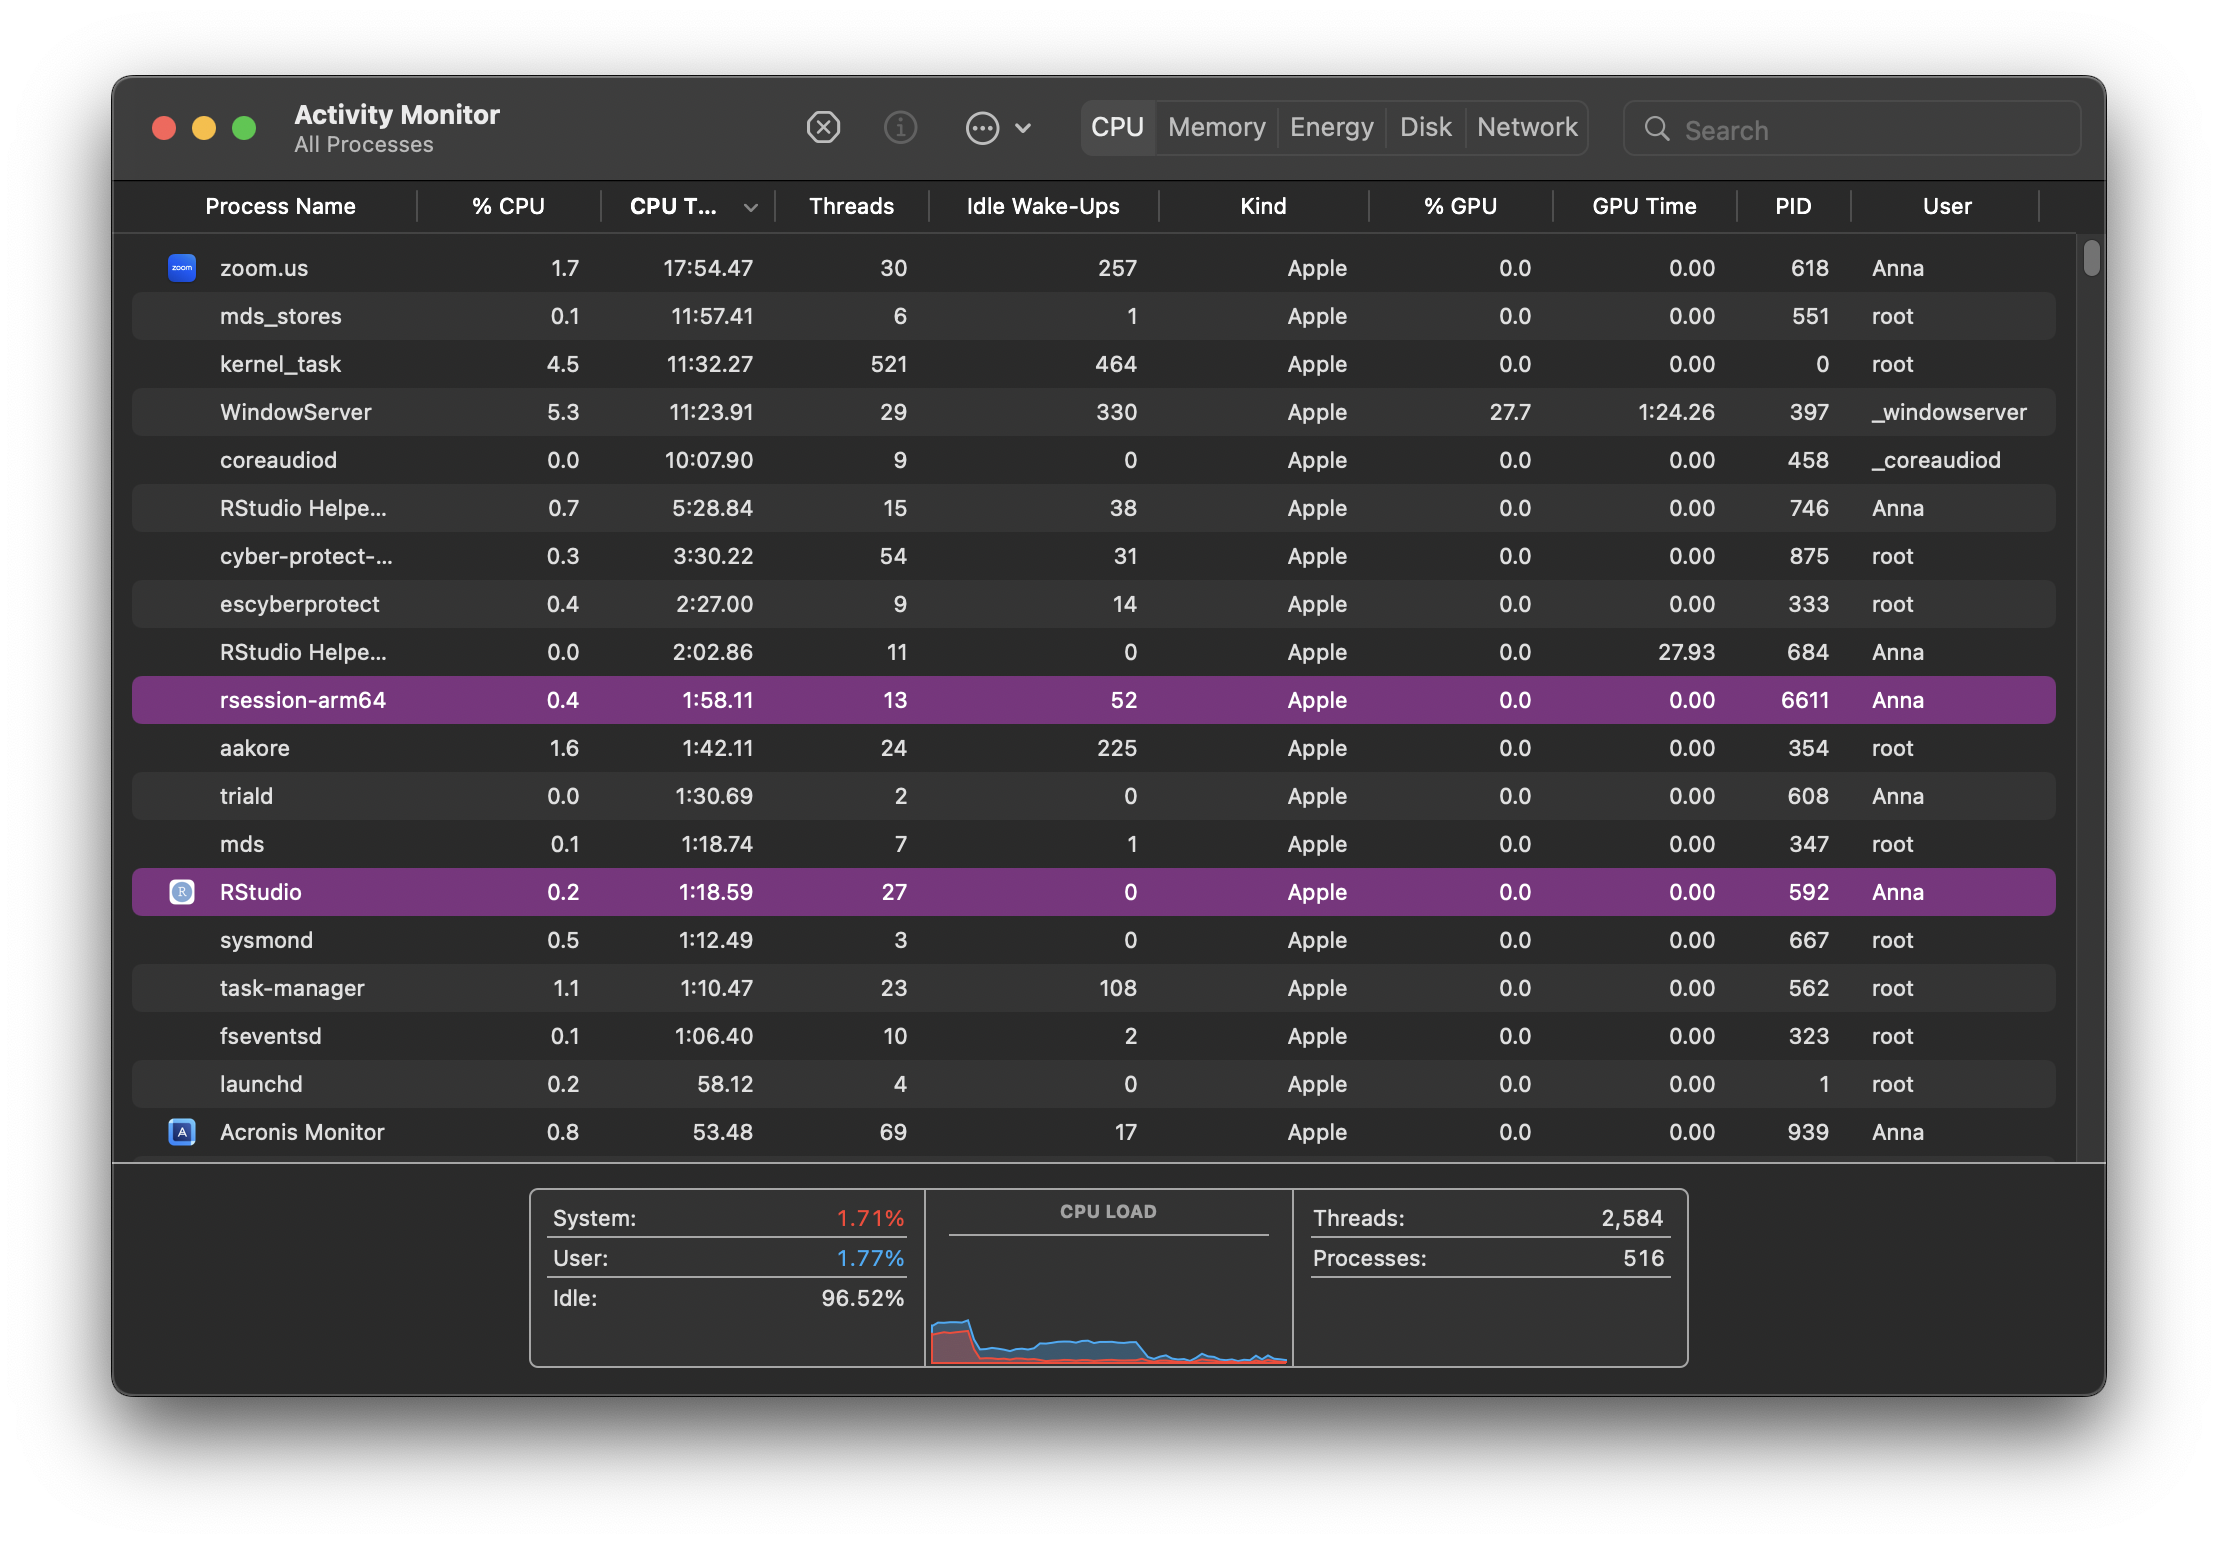 Activity Monitor
All Processes
CPU Memory Energy Disk Network Search
Process Name % CPU CPU T... Threads Idle Wake-Ups Kind % GPU GPU Time PID User
zoom zoom.us 1.7 17:54.47 30 257 Apple 0.0 0.00 618 Anna
mds_stores 0.1 11:57.41 6 1 Apple 0.0 0.00 551 root
kernel_task 4.5 11:32.27 521 464 Apple 0.0 0.00 0 root
WindowServer 5.3 11:23.91 29 330 Apple 27.7 1:24.26 397 _windowserver
coreaudiod 0.0 10:07.90 9 0 Apple 0.0 0.00 458 _coreaudiod
RStudio Helpe... 0.7 5:28.84 15 38 Apple 0.0 0.00 746 Anna
cyber-protect-... 0.3 3:30.22 54 31 Apple 0.0 0.00 875 root
escyberprotect 0.4 2:27.00 9 14 Apple 0.0 0.00 333 root
RStudio Helpe... 0.0 2:02.86 11 0 Apple 0.0 27.93 684 Anna
rsession-arm64 0.4 1:58.11 13 52 Apple 0.0 0.00 6611 Anna
aakore 1.6 1:42.11 24 225 Apple 0.0 0.00 354 root
triald 0.0 1:30.69 2 0 Apple 0.0 0.00 608 Anna
mds 0.1 1:18.74 7 1 Apple 0.0 0.00 347 root
R RStudio 0.2 1:18.59 27 0 Apple 0.0 0.00 592 Anna
sysmond 0.5 1:12.49 3 0 Apple 0.0 0.00 667 root
task-manager 1.1 1:10.47 23 108 Apple 0.0 0.00 562 root
fseventsd 0.1 1:06.40 10 2 Apple 0.0 0.00 323 root
launchd 0.2 58.12 4 0 Apple 0.0 0.00 1 root
A Acronis Monitor 0.8 53.48 69 17 Apple 0.0 0.00 939 Anna
System: 1.71%
User: 1.77%
Idle: 96.52%
CPU LOAD
Threads: 2,584
Processes: 516